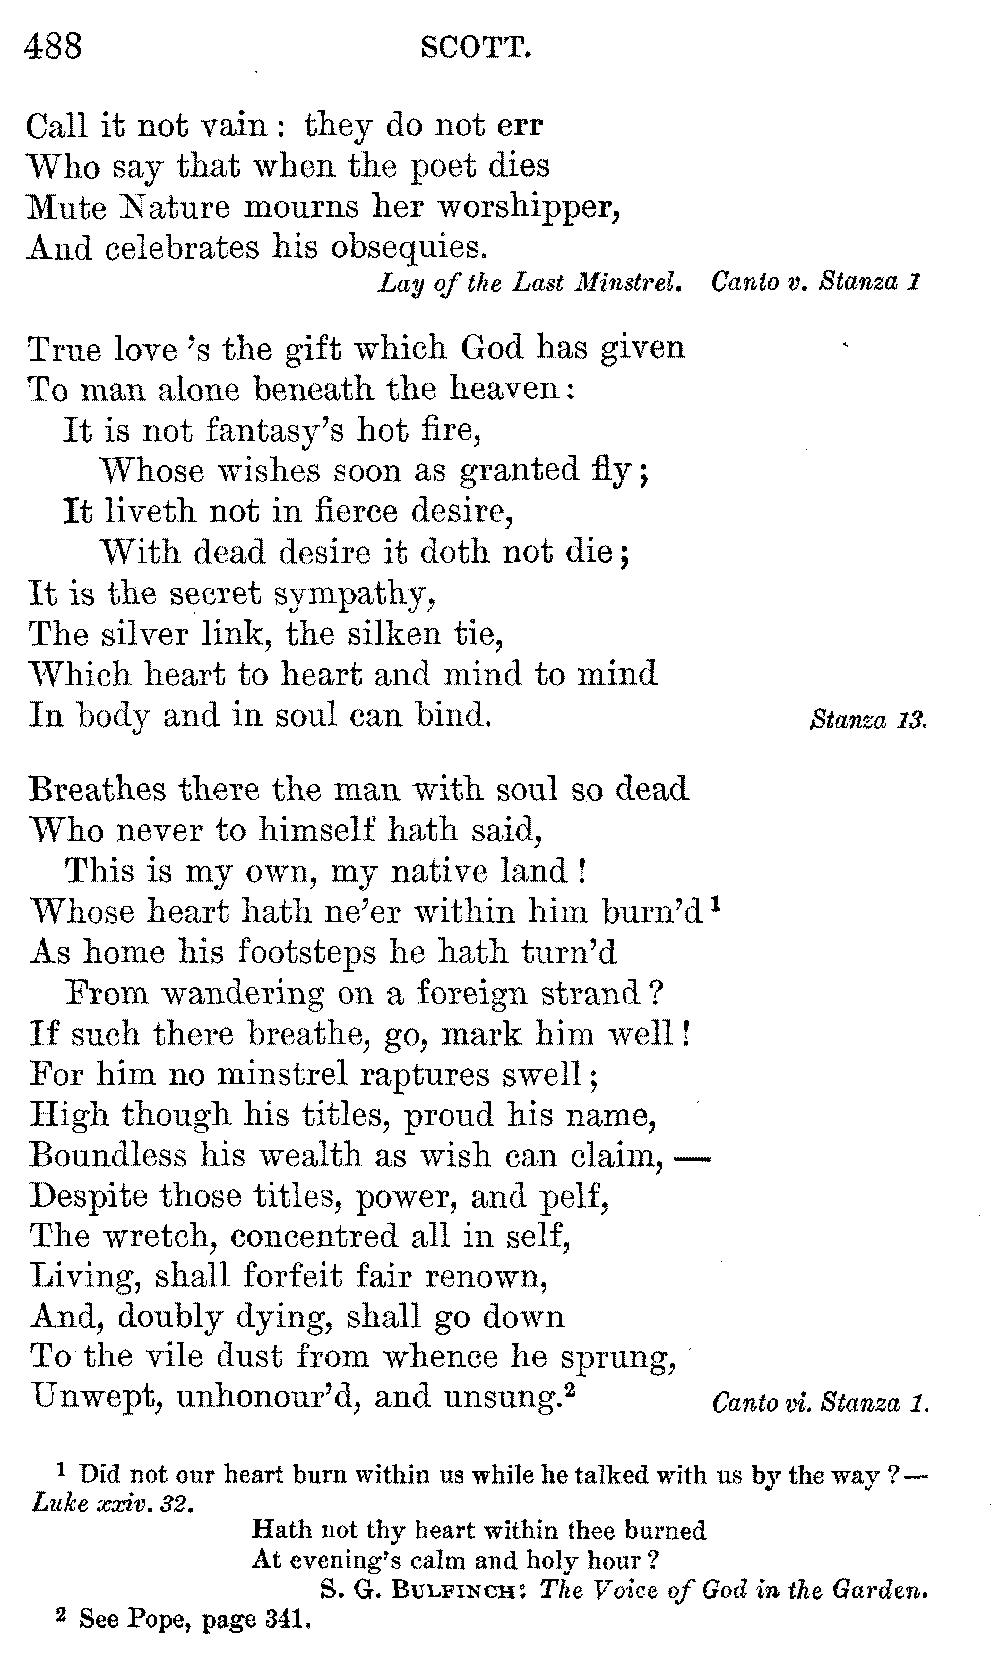 488 SCOTT.
Call it not vain : they do not err
Who say that when the poet dies
Mute Nature mourns her worshipper,
And celebrates his obsequies.
Lay of the Last Minstrel. Canto v. Stanza 1
True love 's the gift which God has given
To man alone beneath the heaven :
It is not fantasy's hot fire,
Whose wishes soon as granted fly ;
It liveth not in fierce desire,
With dead desire it doth not die ;
It is the secret sympathy,
The silver link, the silken tie,
Which heart to heart and mind to mind
In body and in soul can bind. Stanza 13.
Breathes there the man with soul so dead
Who never to himself hath said,
This is my own, my native land !
Whose heart hath ne'er within him burn'd ¹
As home his footsteps he hath turn'd
From wandering on a foreign strand ?
If such there breathe, go, mark him well !
For him no minstrel raptures swell ;
High though his titles, proud his name,
Boundless his wealth as wish can claim, —
Despite those titles, power, and pelf,
The wretch, concentred all in self,
Living, shall forfeit fair renown,
And, doubly dying, shall go down
To the vile dust from whence he sprung,
Unwept, unhonour'd, and unsung.² Canto vi. Stanza 1.
¹ Did not our heart burn within us while he talked with us by the way ? —
Luke xxiv. 32.
Hath not thy heart within thee burned
At evening's calm and holy hour ?
S. G. BULFINCH: The Voice of God in the Garden.
² See Pope, page 341.